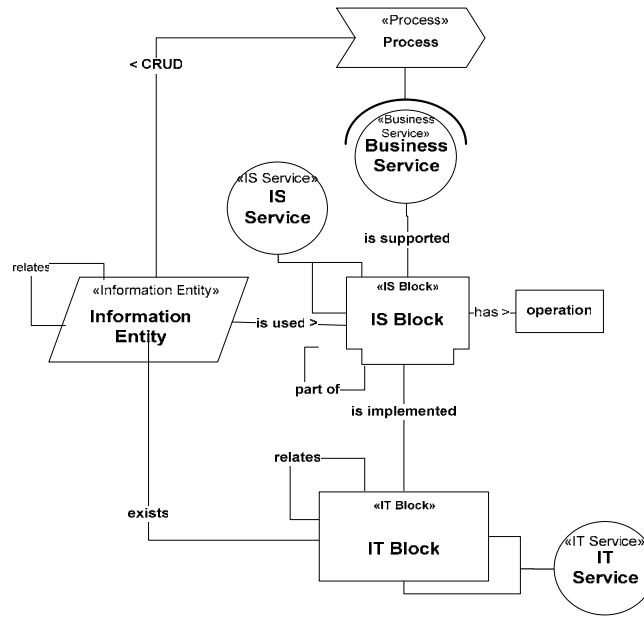 «Process»
Process
< CRUD
«Business
Service»
Business
Service
«IS Service»
IS
Service
is supported
relates
«Information Entity»
Information
Entity
is used >
«IS Block»
IS Block
has >
operation
part of
is implemented
relates
«IT Block»
IT Block
exists
«IT Service»
IT
Service